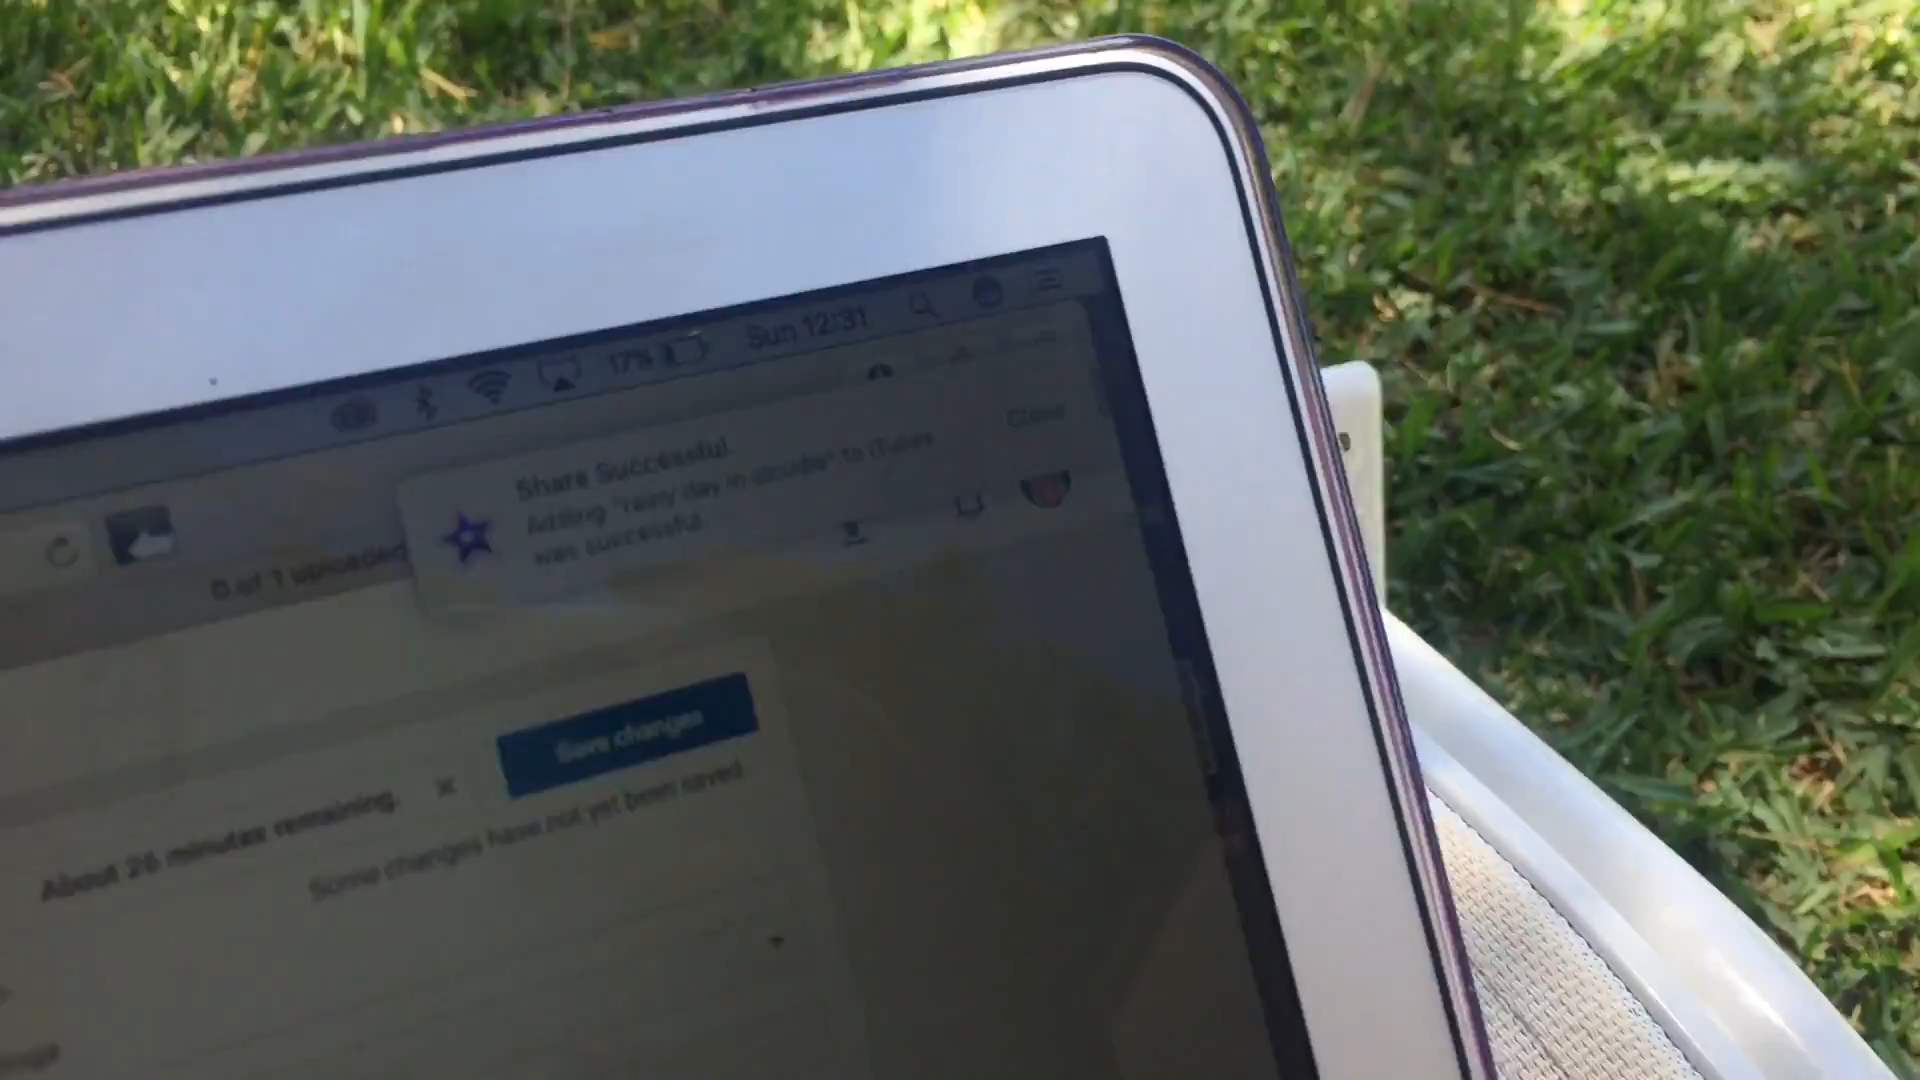 17% Sun 12:31
Share Successful.
Close
Adding "rainy day in clouds" to iTunes
was successful.
0 of 1 uploaded
Save changes
About 26 minutes remaining.
Some changes have not yet been saved.